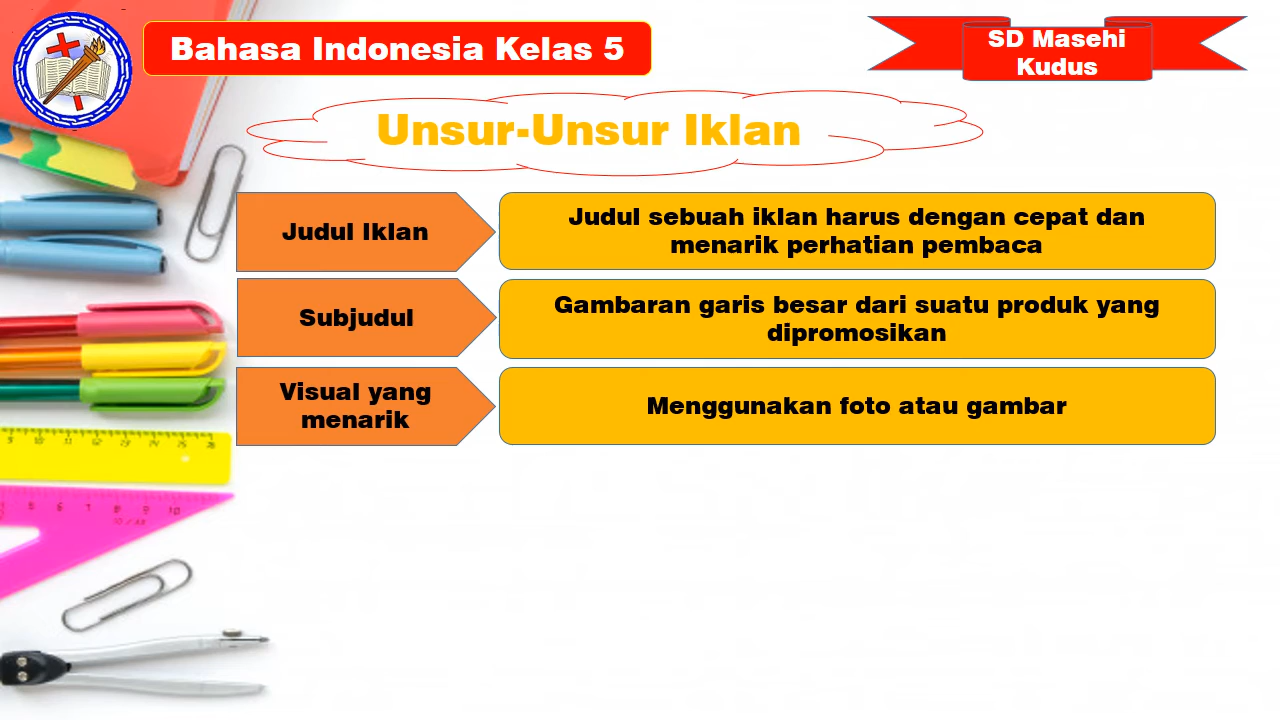 Bahasa Indonesia Kelas 5
SD Masehi
Kudus
Unsur-Unsur Iklan
Judul Iklan
Judul sebuah iklan harus dengan cepat dan
menarik perhatian pembaca
Subjudul
Gambaran garis besar dari suatu produk yang
dipromosikan
Visual yang
menarik
Menggunakan foto atau gambar